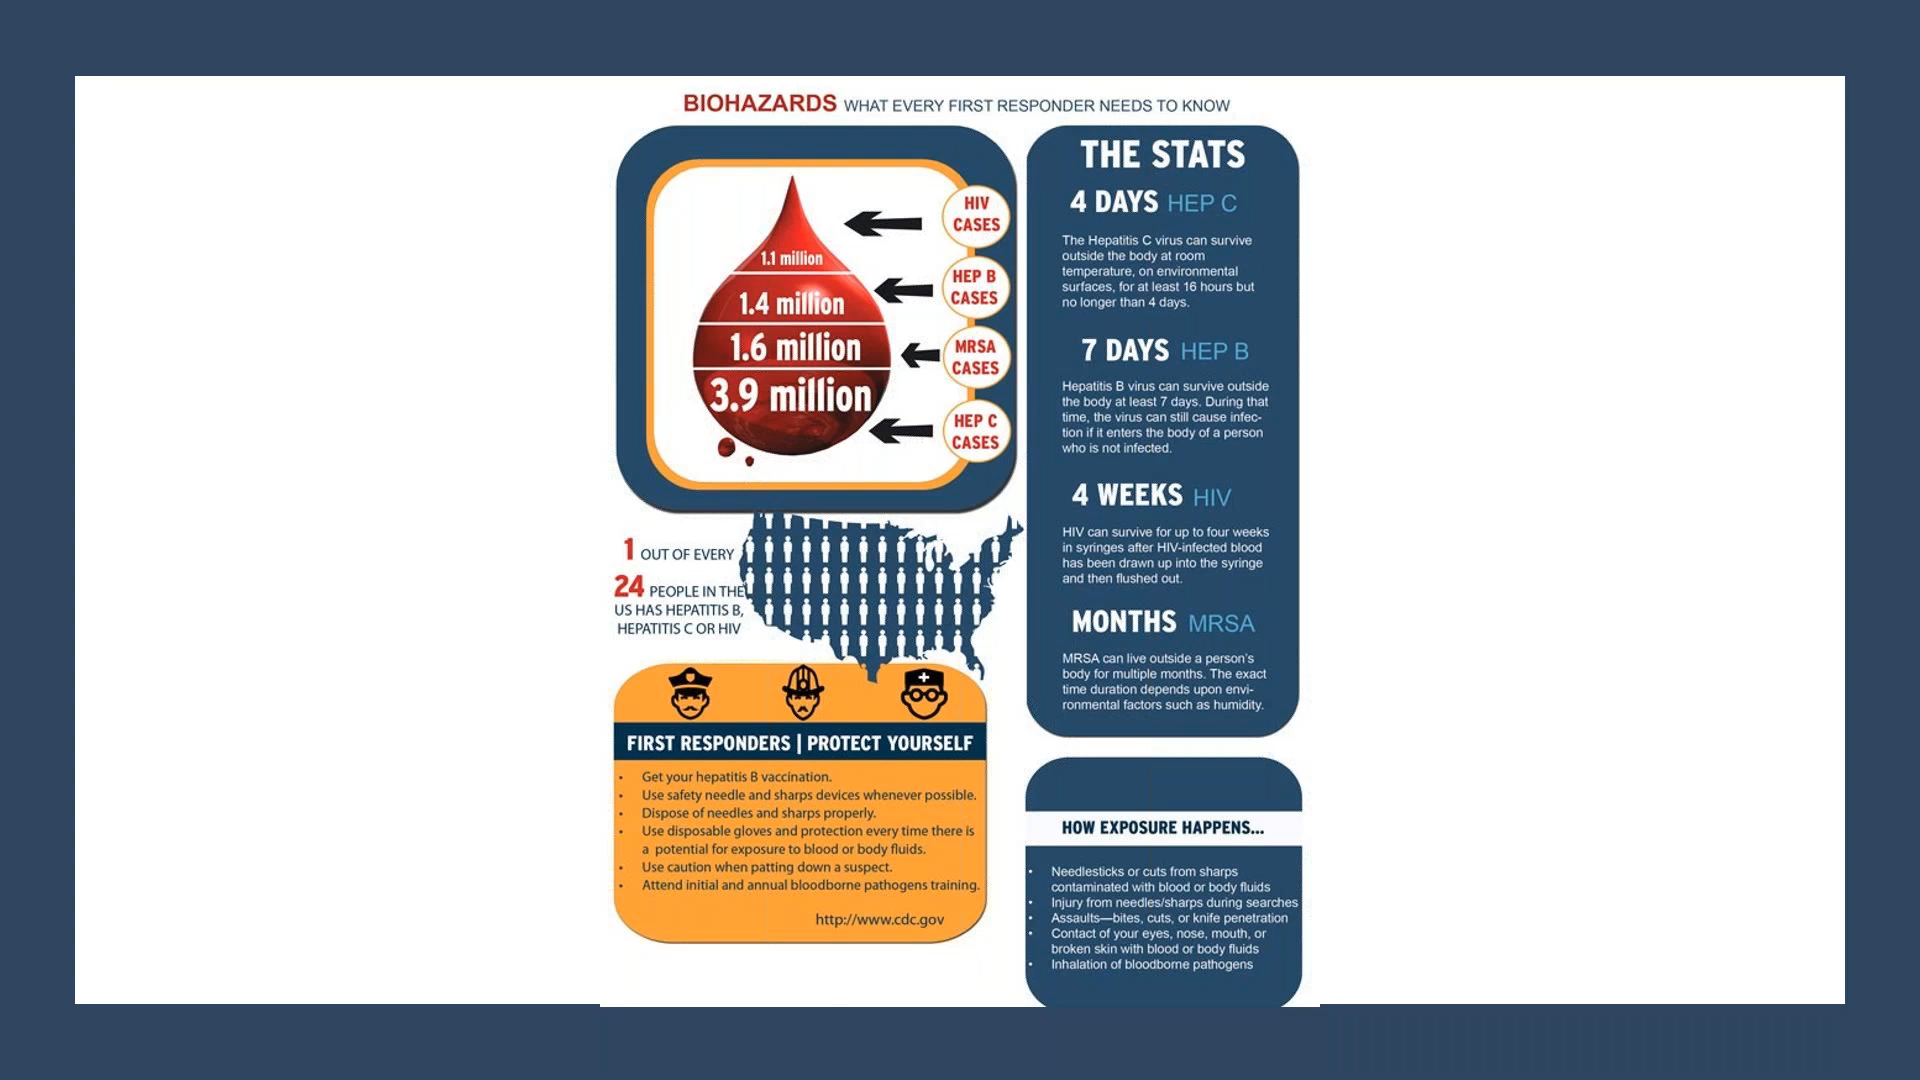 BIOHAZARDS WHAT EVERY FIRST RESPONDER NEEDS TO KNOW
HIV
CASES
1.1 million
HEP B
CASES
1.4 million
MRSA
CASES
1.6 million
HEP C
CASES
3.9 million
1 OUT OF EVERY
24 PEOPLE IN THE
US HAS HEPATITIS B,
HEPATITIS C OR HIV
FIRST RESPONDERS | PROTECT YOURSELF
• Get your hepatitis B vaccination.
• Use safety needle and sharps devices whenever possible.
• Dispose of needles and sharps properly.
• Use disposable gloves and protection every time there is
a potential for exposure to blood or body fluids.
• Use caution when patting down a suspect.
• Attend initial and annual bloodborne pathogens training.
http://www.cdc.gov
THE STATS
4 DAYS HEP C
The Hepatitis C virus can survive
outside the body at room
temperature, on environmental
surfaces, for at least 16 hours but
no longer than 4 days.
7 DAYS HEP B
Hepatitis B virus can survive outside
the body at least 7 days. During that
time, the virus can still cause infec-
tion if it enters the body of a person
who is not infected.
4 WEEKS HIV
HIV can survive for up to four weeks
in syringes after HIV-infected blood
has been drawn up into the syringe
and then flushed out.
MONTHS MRSA
MRSA can live outside a person's
body for multiple months. The exact
time duration depends upon envi-
ronmental factors such as humidity.
HOW EXPOSURE HAPPENS...
• Needlesticks or cuts from sharps
contaminated with blood or body fluids
• Injury from needles/sharps during searches
• Assaults—bites, cuts, or knife penetration
• Contact of your eyes, nose, mouth, or
broken skin with blood or body fluids
• Inhalation of bloodborne pathogens